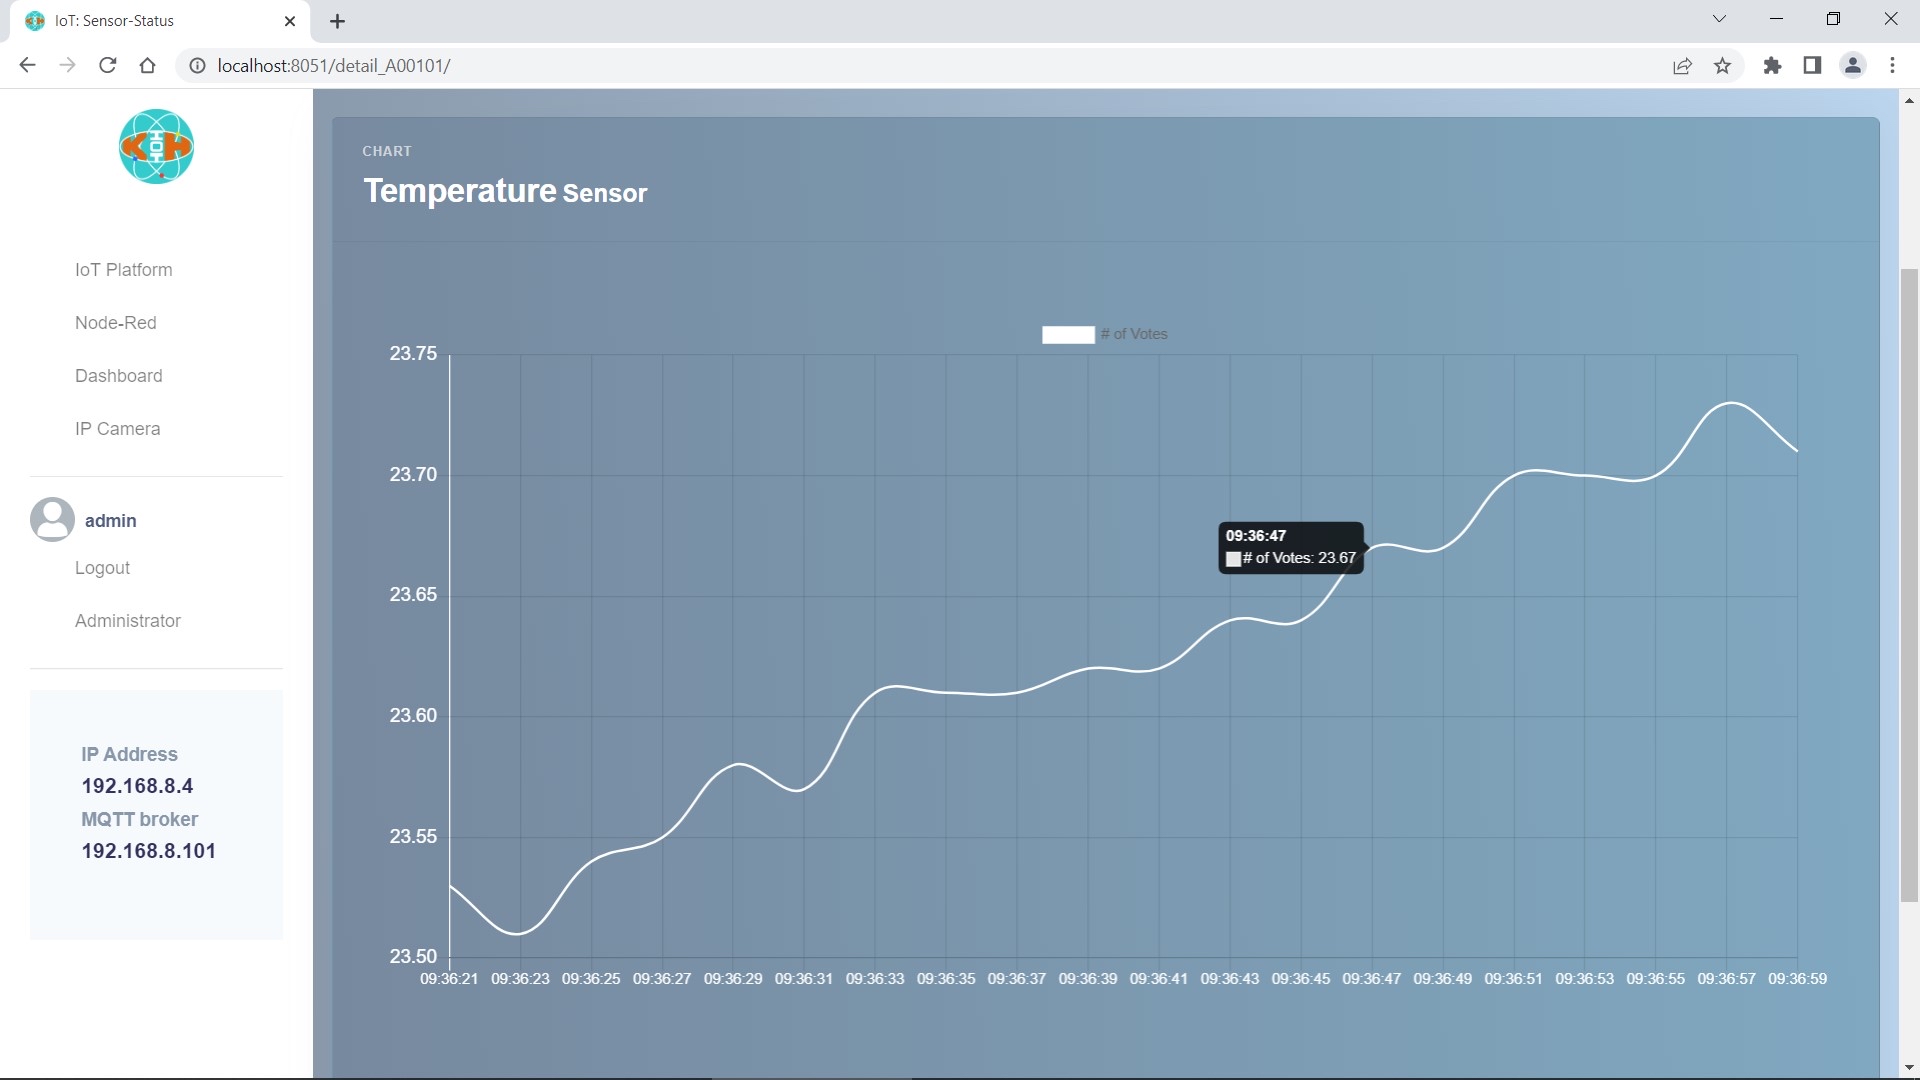 IoT: Sensor-Status
localhost:8051/detail_A00101/
KH
IOT
IoT Platform
Node-Red
Dashboard
IP Camera
admin
Logout
Administrator
IP Address
192.168.8.4
MQTT broker
192.168.8.101
CHART
Temperature Sensor
# of Votes
23.75
23.70
23.65
23.60
23.55
23.50
09:36:47
# of Votes: 23.67
09:36:21 09:36:23 09:36:25 09:36:27 09:36:29 09:36:31 09:36:33 09:36:35 09:36:37 09:36:39 09:36:41 09:36:43 09:36:45 09:36:47 09:36:49 09:36:51 09:36:53 09:36:55 09:36:57 09:36:59